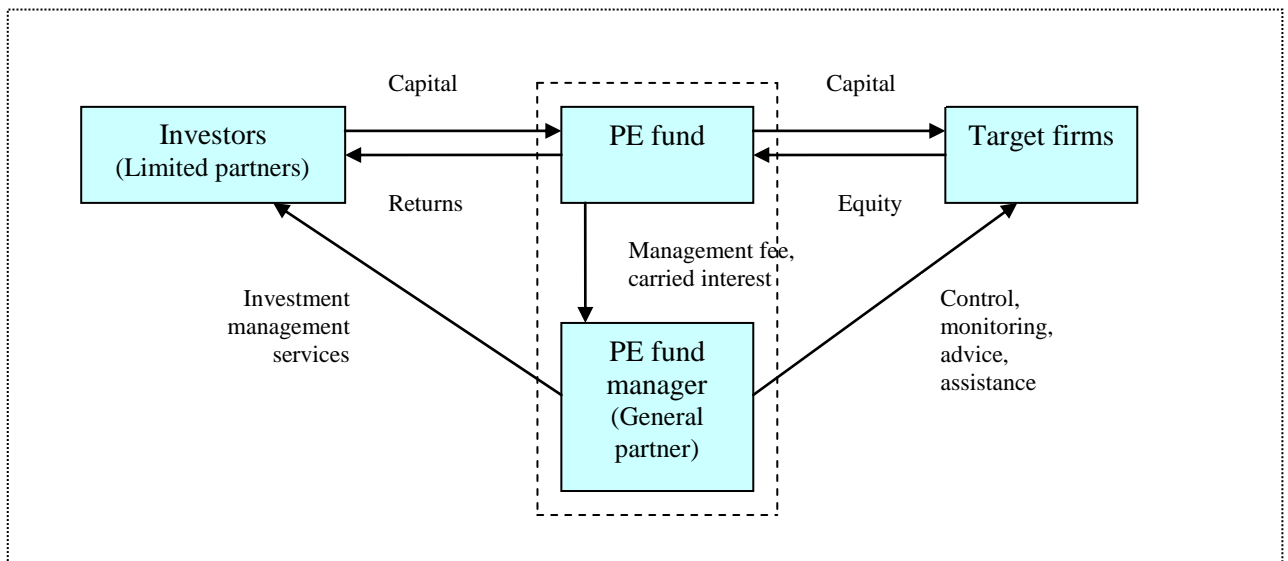 Capital
Capital
Investors
(Limited partners)
PE fund
Target firms
Returns
Equity
Management fee,
carried interest
Investment
management
services
Control,
monitoring,
advice,
assistance
PE fund
manager
(General
partner)